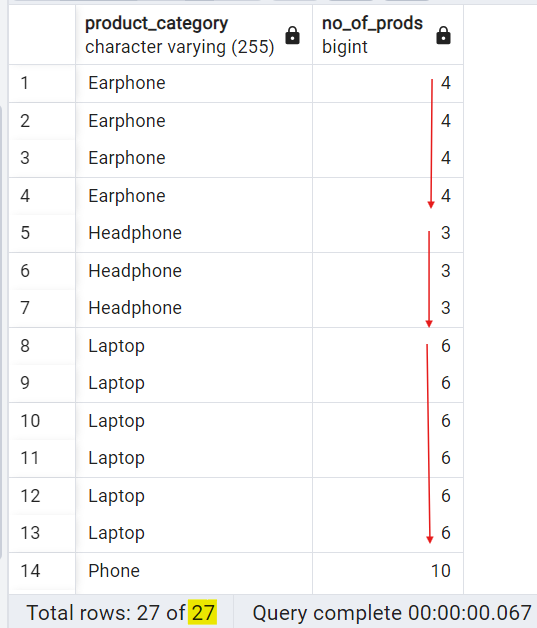 product_category no_of_prods
character varying (255) bigint
1 Earphone 4
2 Earphone 4
3 Earphone 4
4 Earphone 4
5 Headphone 3
6 Headphone 3
7 Headphone 3
8 Laptop 6
9 Laptop 6
10 Laptop 6
11 Laptop 6
12 Laptop 6
13 Laptop 6
14 Phone 10
Total rows: 27 of 27 Query complete 00:00:00.067